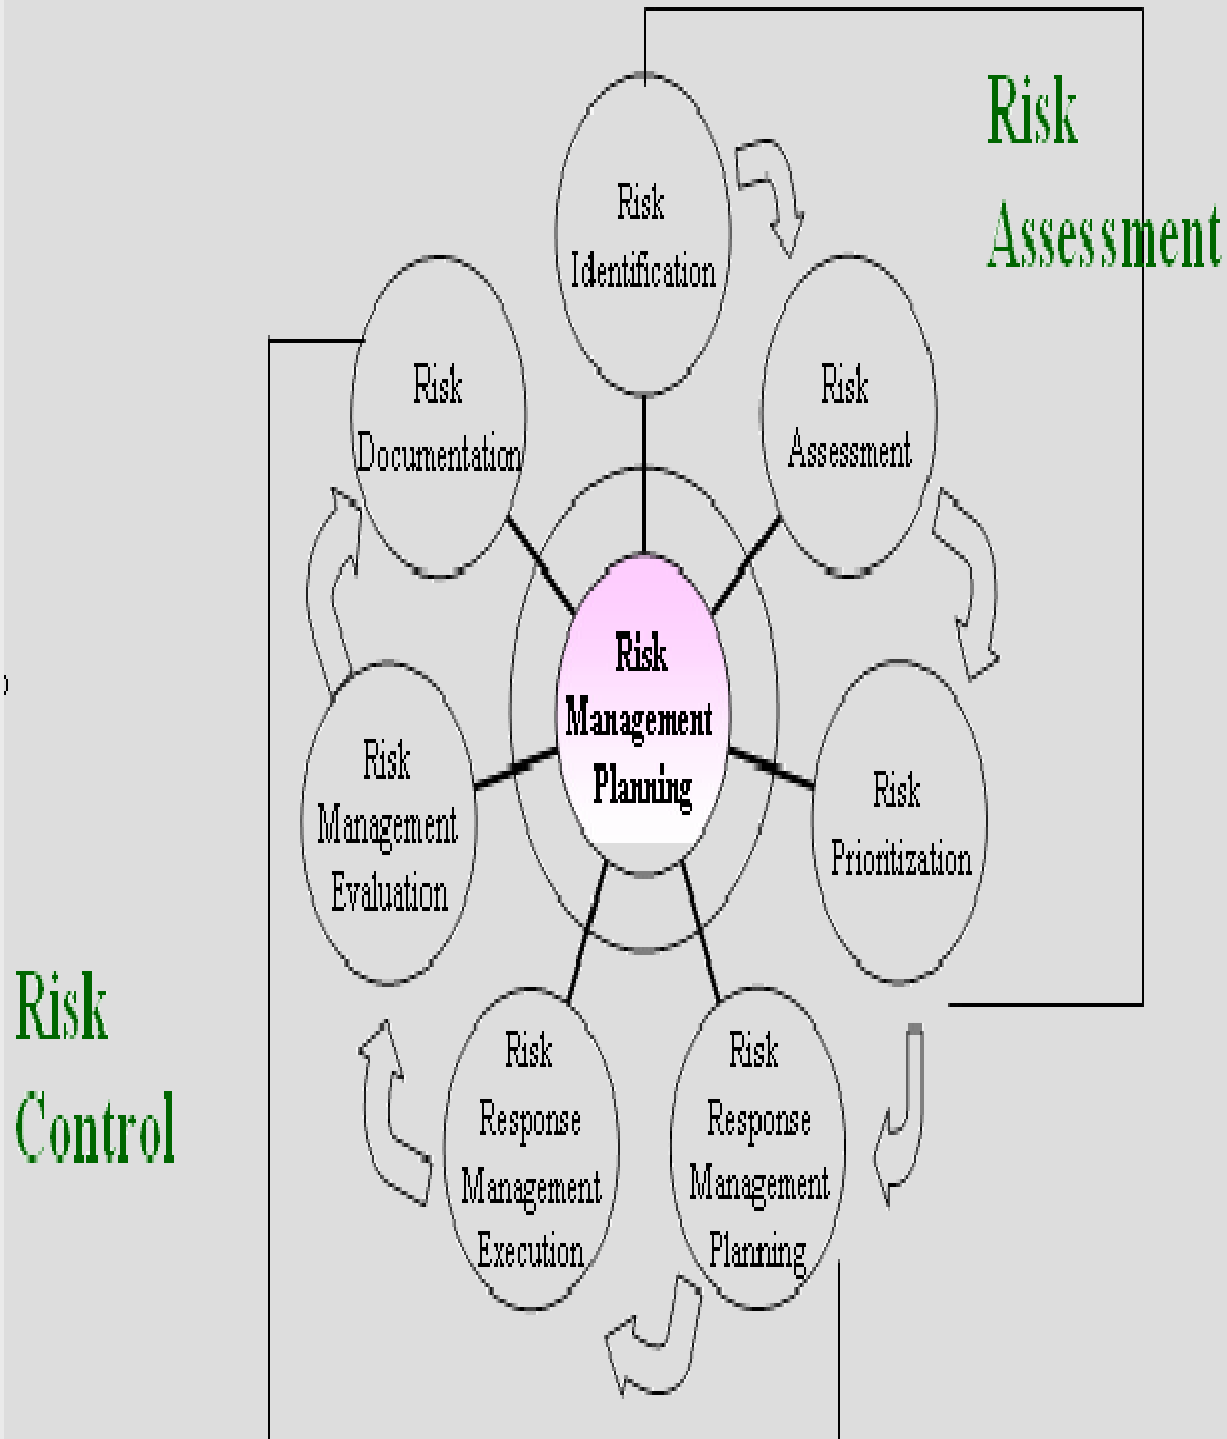 Risk
Assessment
Risk
Identification
Risk
Assessment
Risk
Prioritization
Risk
Response
Management
Planning
Risk
Response
Management
Execution
Risk
Management
Evaluation
Risk
Documentation
Risk
Management
Planning
Risk
Control